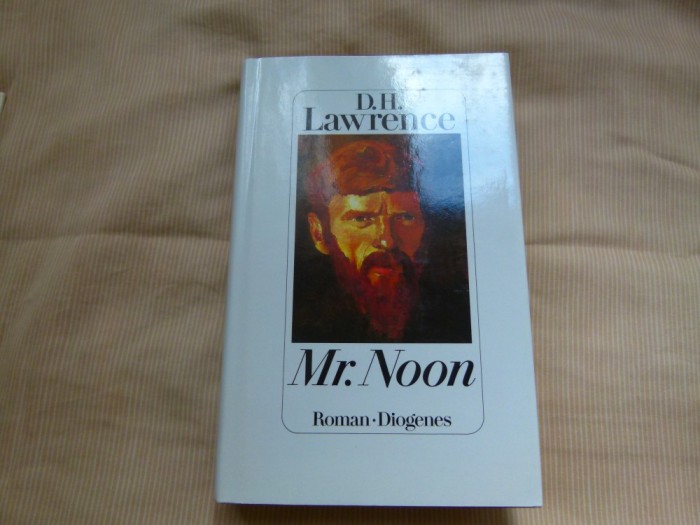 D.H.
Lawrence
Mr. Noon
Roman · Diogenes